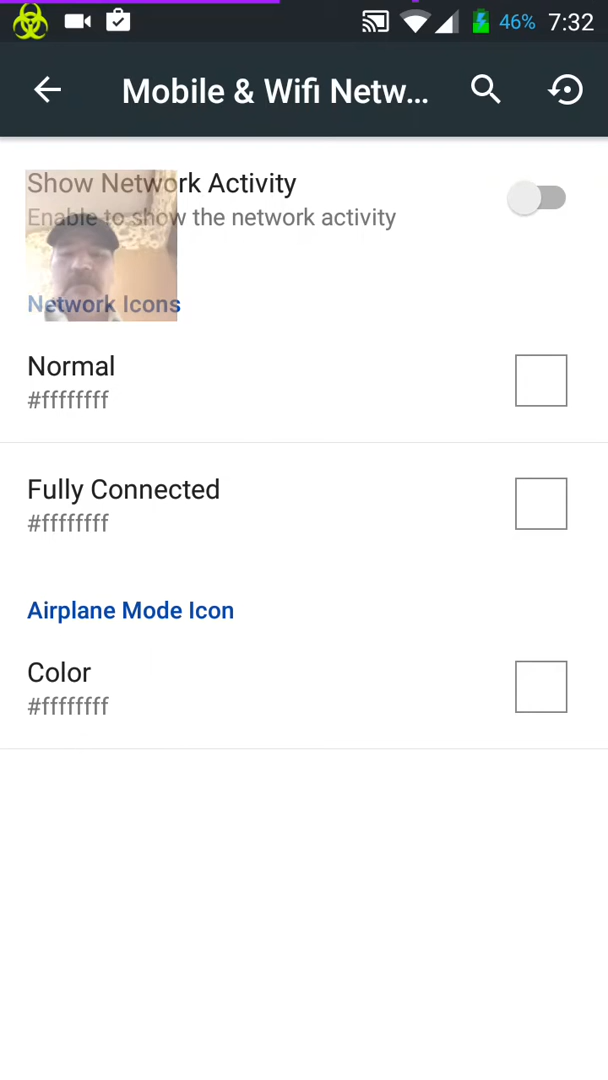 46% 7:32
Mobile & Wifi Netw...
Show Network Activity
Enable to show the network activity
Network Icons
Normal
#ffffffff
Fully Connected
#ffffffff
Airplane Mode Icon
Color
#ffffffff